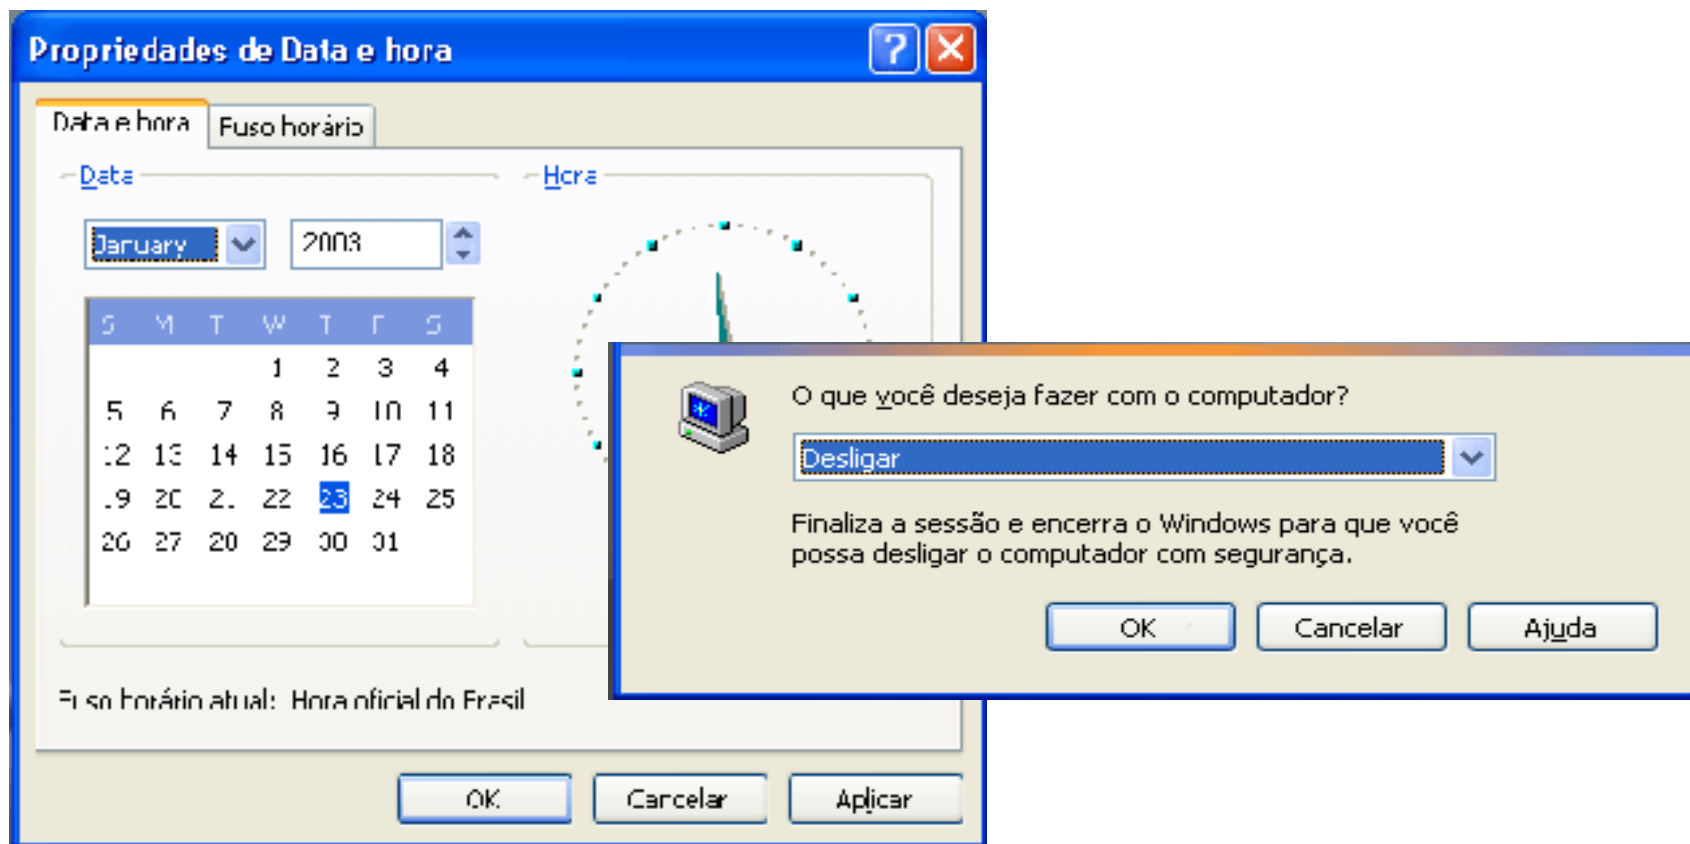 Propriedades de Data e hora
Data e hora
Fuso horário
Data
Hora
January
2003
S M T W T F S
1 2 3 4
5 6 7 8 9 10 11
12 13 14 15 16 17 18
19 20 21 22 23 24 25
26 27 28 29 30 31
Fuso horário atual: Hora oficial do Brasil
OK
Cancelar
Aplicar
O que você deseja fazer com o computador?
Desligar
Finaliza a sessão e encerra o Windows para que você
possa desligar o computador com segurança.
OK
Cancelar
Ajuda